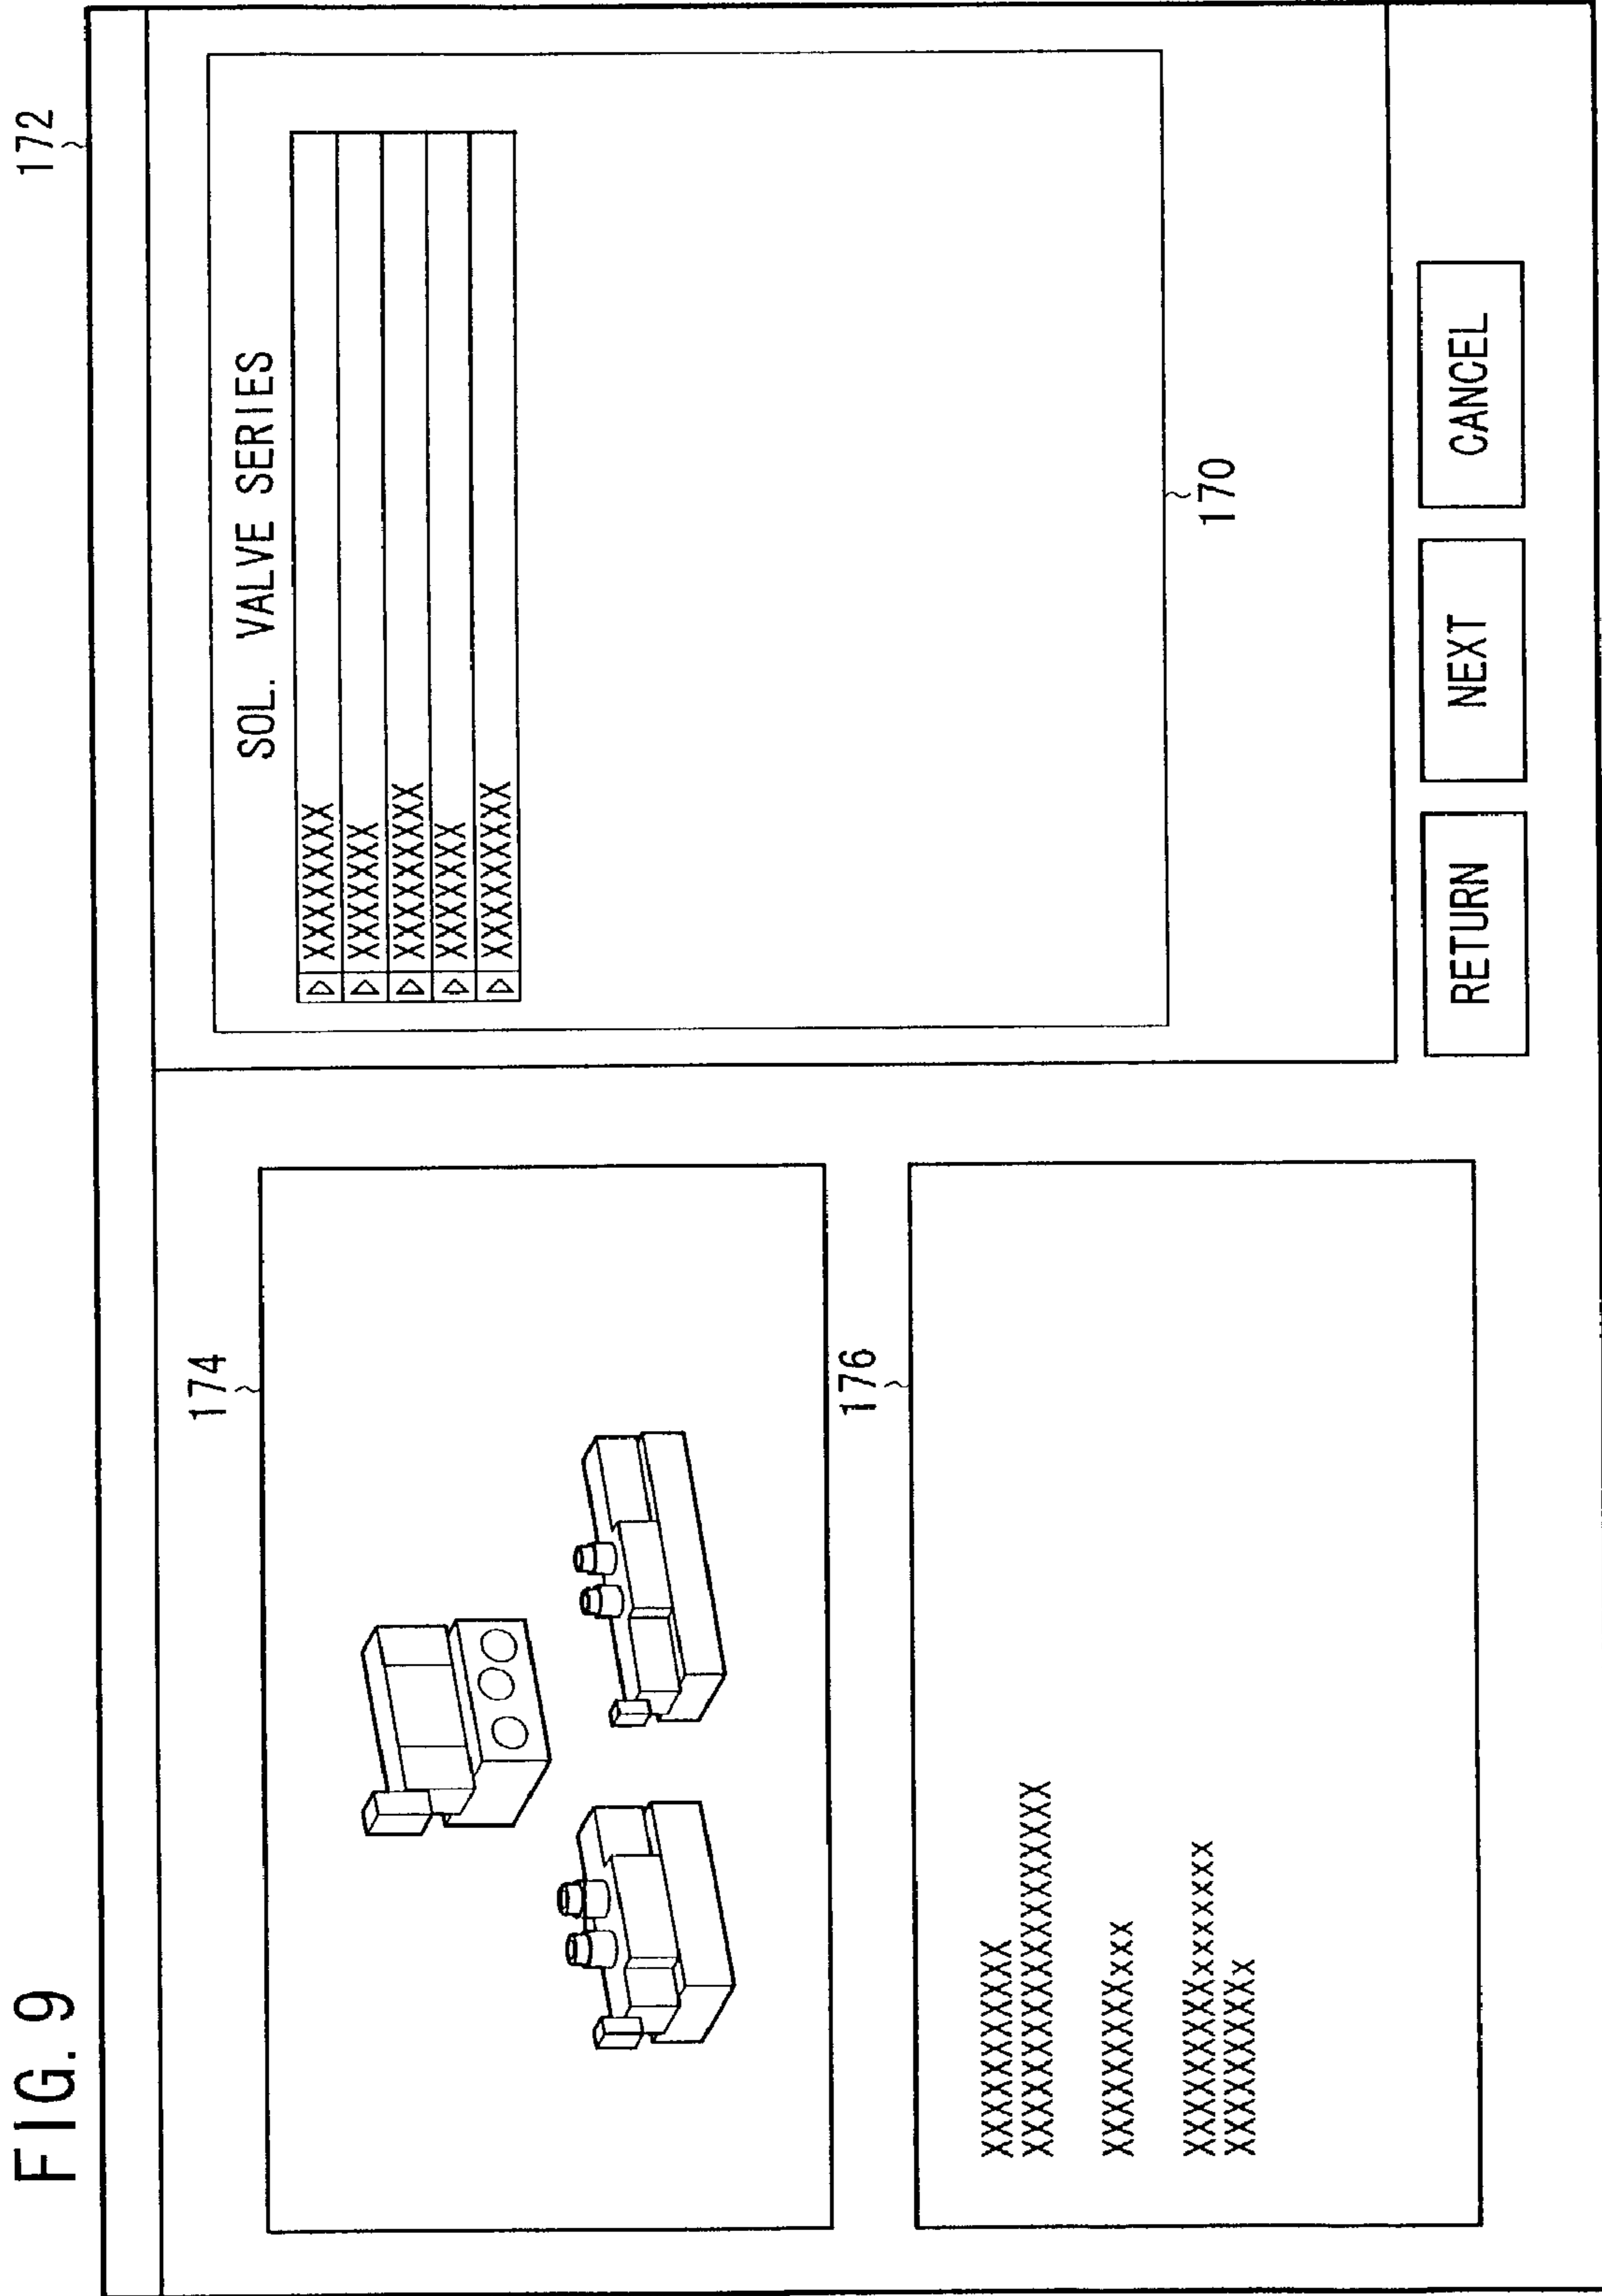 FIG. 9
172
174
SOL. VALVE SERIES
XXXXXXXX
XXXXXXX
XXXXXXXXX
XXXXXXX
XXXXXXXXX
176
XXXXXXXXXXX
XXXXXXXXXXXXXXXXXXX
XXXXXXXXXxxx
XXXXXXXXXxxxxxxx
XXXXXXXXXx
170
RETURN
NEXT
CANCEL